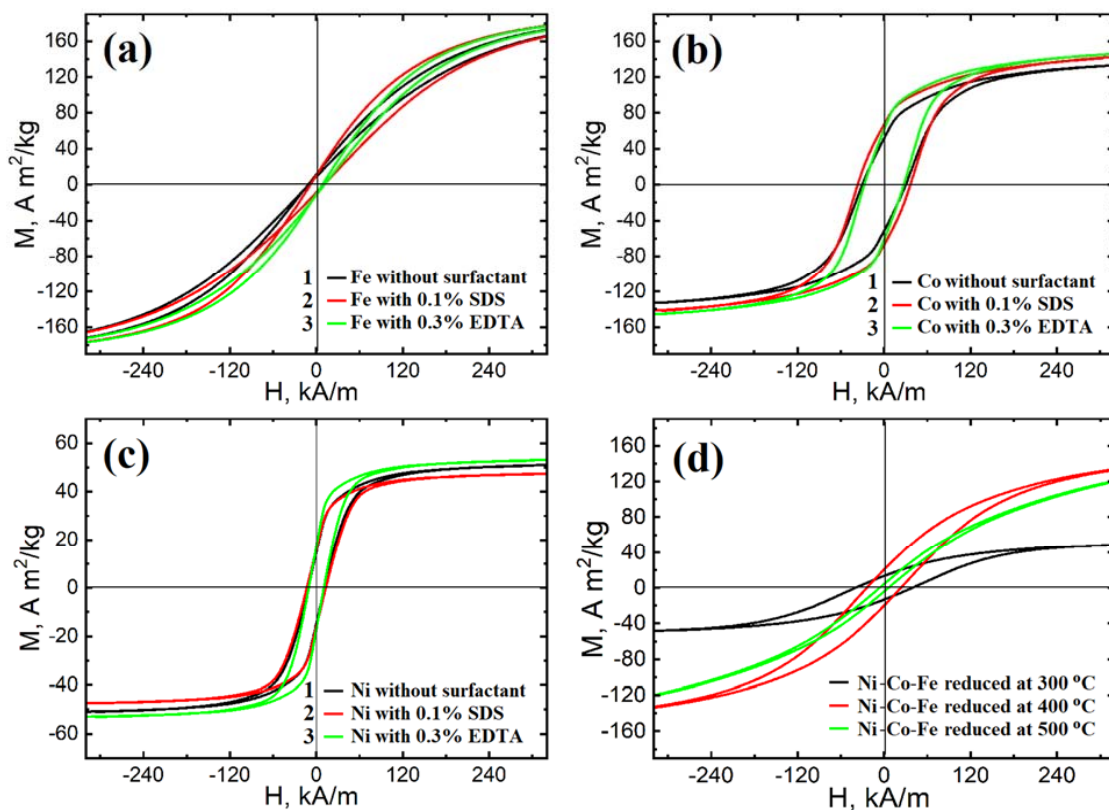 (a)
M, A m²/kg
160
120
80
40
0
-40
-80
-120
-160
1 Fe without surfactant
2 Fe with 0.1% SDS
3 Fe with 0.3% EDTA
-240 -120 0 120 240
H, kA/m
(b)
M, A m²/kg
160
120
80
40
0
-40
-80
-120
-160
1 Co without surfactant
2 Co with 0.1% SDS
3 Co with 0.3% EDTA
-240 -120 0 120 240
H, kA/m
(c)
M, A m²/kg
60
40
20
0
-20
-40
-60
1 Ni without surfactant
2 Ni with 0.1% SDS
3 Ni with 0.3% EDTA
-240 -120 0 120 240
H, kA/m
(d)
M, A m²/kg
160
120
80
40
0
-40
-80
-120
-160
Ni-Co-Fe reduced at 300 °C
Ni-Co-Fe reduced at 400 °C
Ni-Co-Fe reduced at 500 °C
-240 -120 0 120 240
H, kA/m